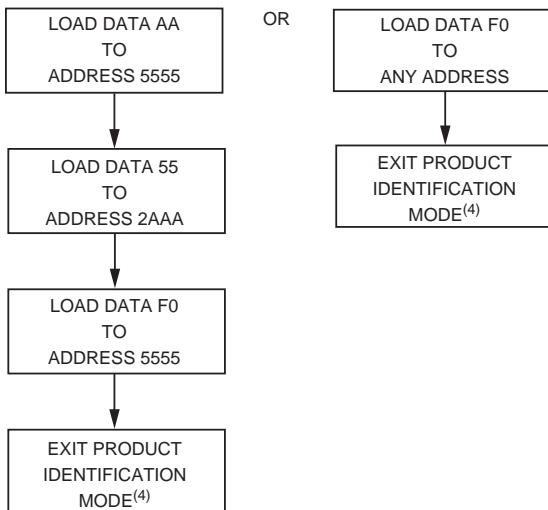 LOAD DATA AA
TO
ADDRESS 5555
LOAD DATA 55
TO
ADDRESS 2AAA
LOAD DATA F0
TO
ADDRESS 5555
EXIT PRODUCT
IDENTIFICATION
MODE(4)
OR
LOAD DATA F0
TO
ANY ADDRESS
EXIT PRODUCT
IDENTIFICATION
MODE(4)